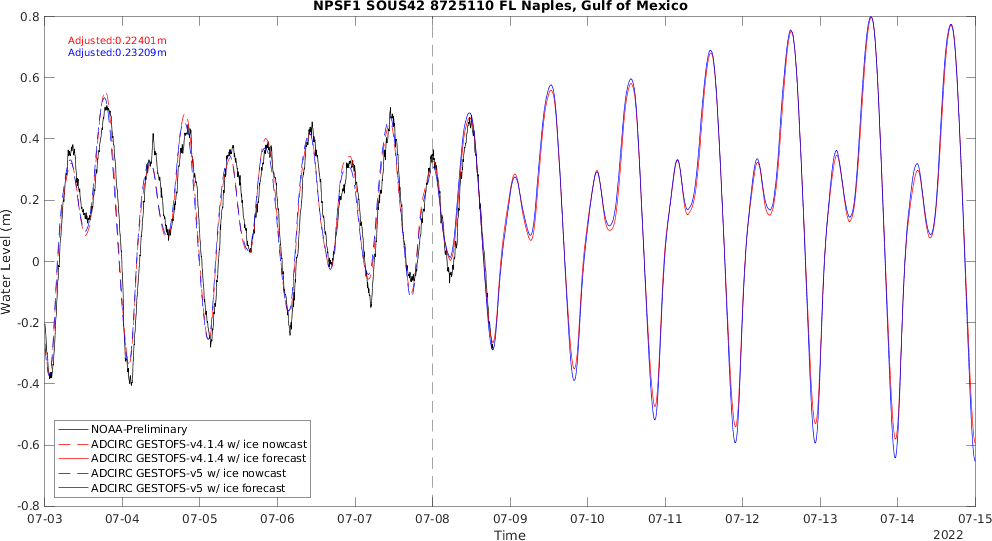 NPSF1 SOUS42 8725110 FL Naples, Gulf of Mexico
Adjusted:0.22401m
Adjusted:0.23209m
Water Level (m)
0.8
0.6
0.4
0.2
0
-0.2
-0.4
-0.6
-0.8
NOAA-Preliminary
ADCIRC GESTOFS-v4.1.4 w/ ice nowcast
ADCIRC GESTOFS-v4.1.4 w/ ice forecast
ADCIRC GESTOFS-v5 w/ ice nowcast
ADCIRC GESTOFS-v5 w/ ice forecast
07-03 07-04 07-05 07-06 07-07 07-08 07-09 07-10 07-11 07-12 07-13 07-14 07-15
Time
2022